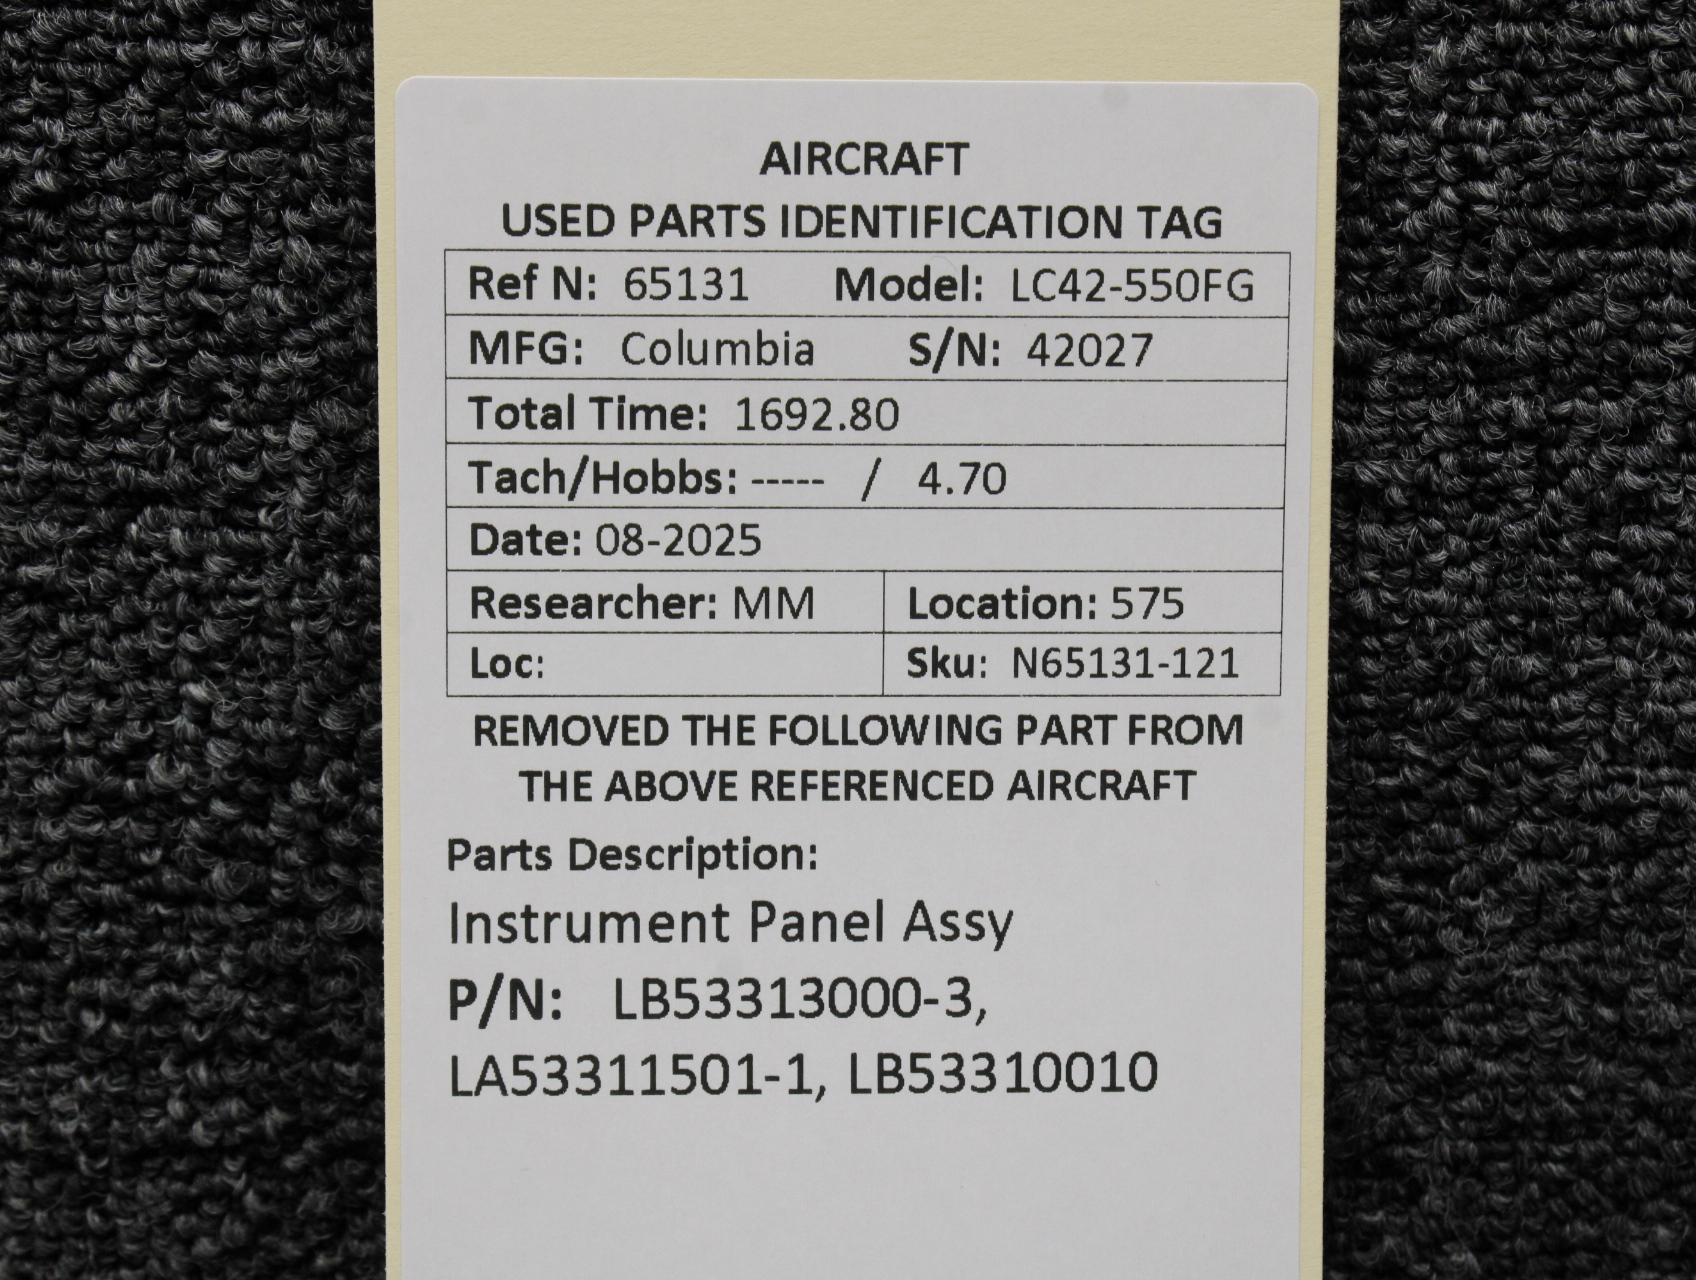 AIRCRAFT
USED PARTS IDENTIFICATION TAG
Ref N: 65131 Model: LC42-550FG
MFG: Columbia S/N: 42027
Total Time: 1692.80
Tach/Hobbs: ----- / 4.70
Date: 08-2025
Researcher: MM Location: 575
Loc: Sku: N65131-121
REMOVED THE FOLLOWING PART FROM
THE ABOVE REFERENCED AIRCRAFT
Parts Description:
Instrument Panel Assy
P/N: LB53313000-3,
LA53311501-1, LB53310010